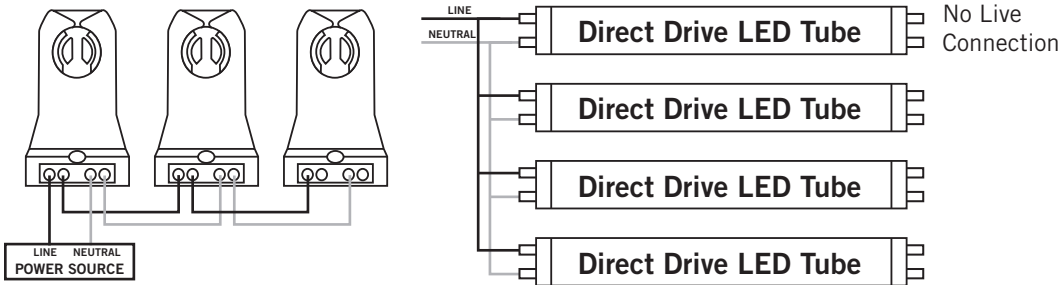 LINE NEUTRAL
POWER SOURCE
LINE
NEUTRAL
Direct Drive LED Tube
No Live
Connection
Direct Drive LED Tube
Direct Drive LED Tube
Direct Drive LED Tube